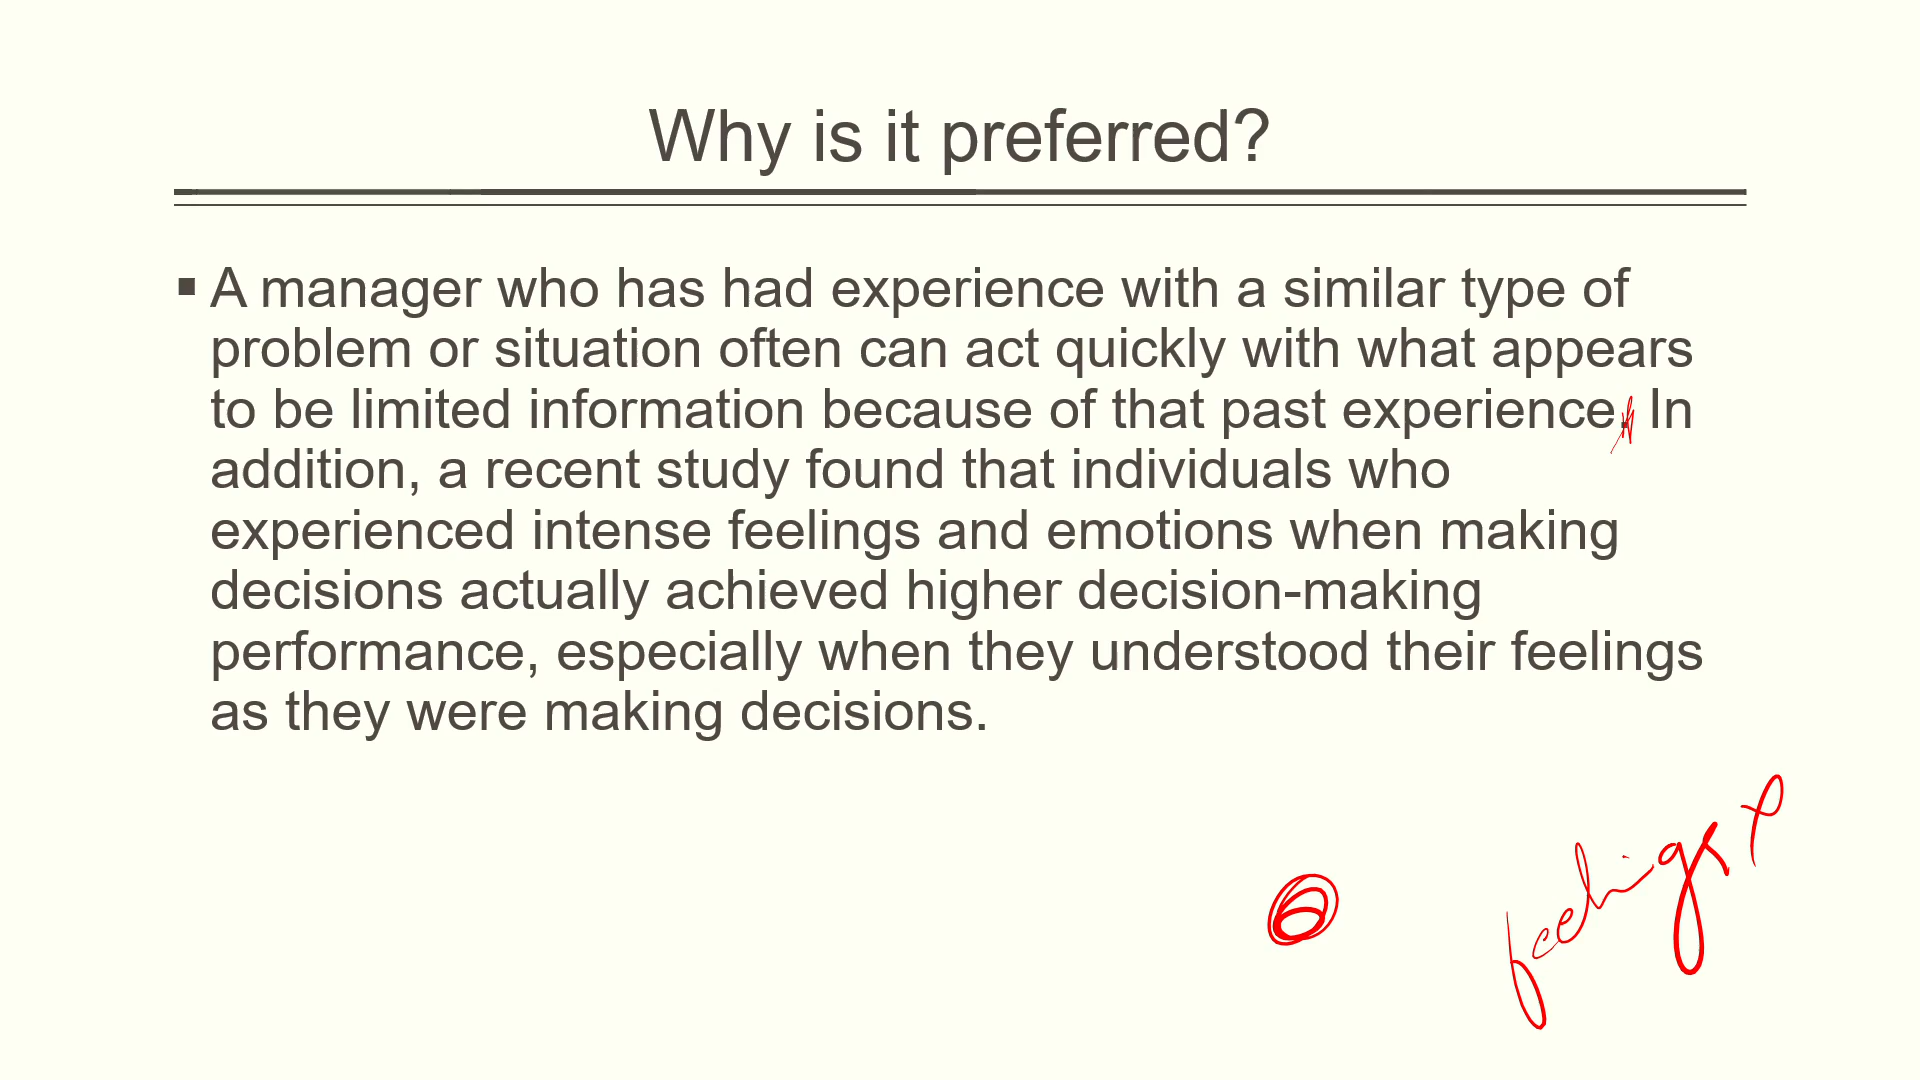 Why is it preferred?
▪ A manager who has had experience with a similar type of
problem or situation often can act quickly with what appears
to be limited information because of that past experience. In
addition, a recent study found that individuals who
experienced intense feelings and emotions when making
decisions actually achieved higher decision-making
performance, especially when they understood their feelings
as they were making decisions.
feelings